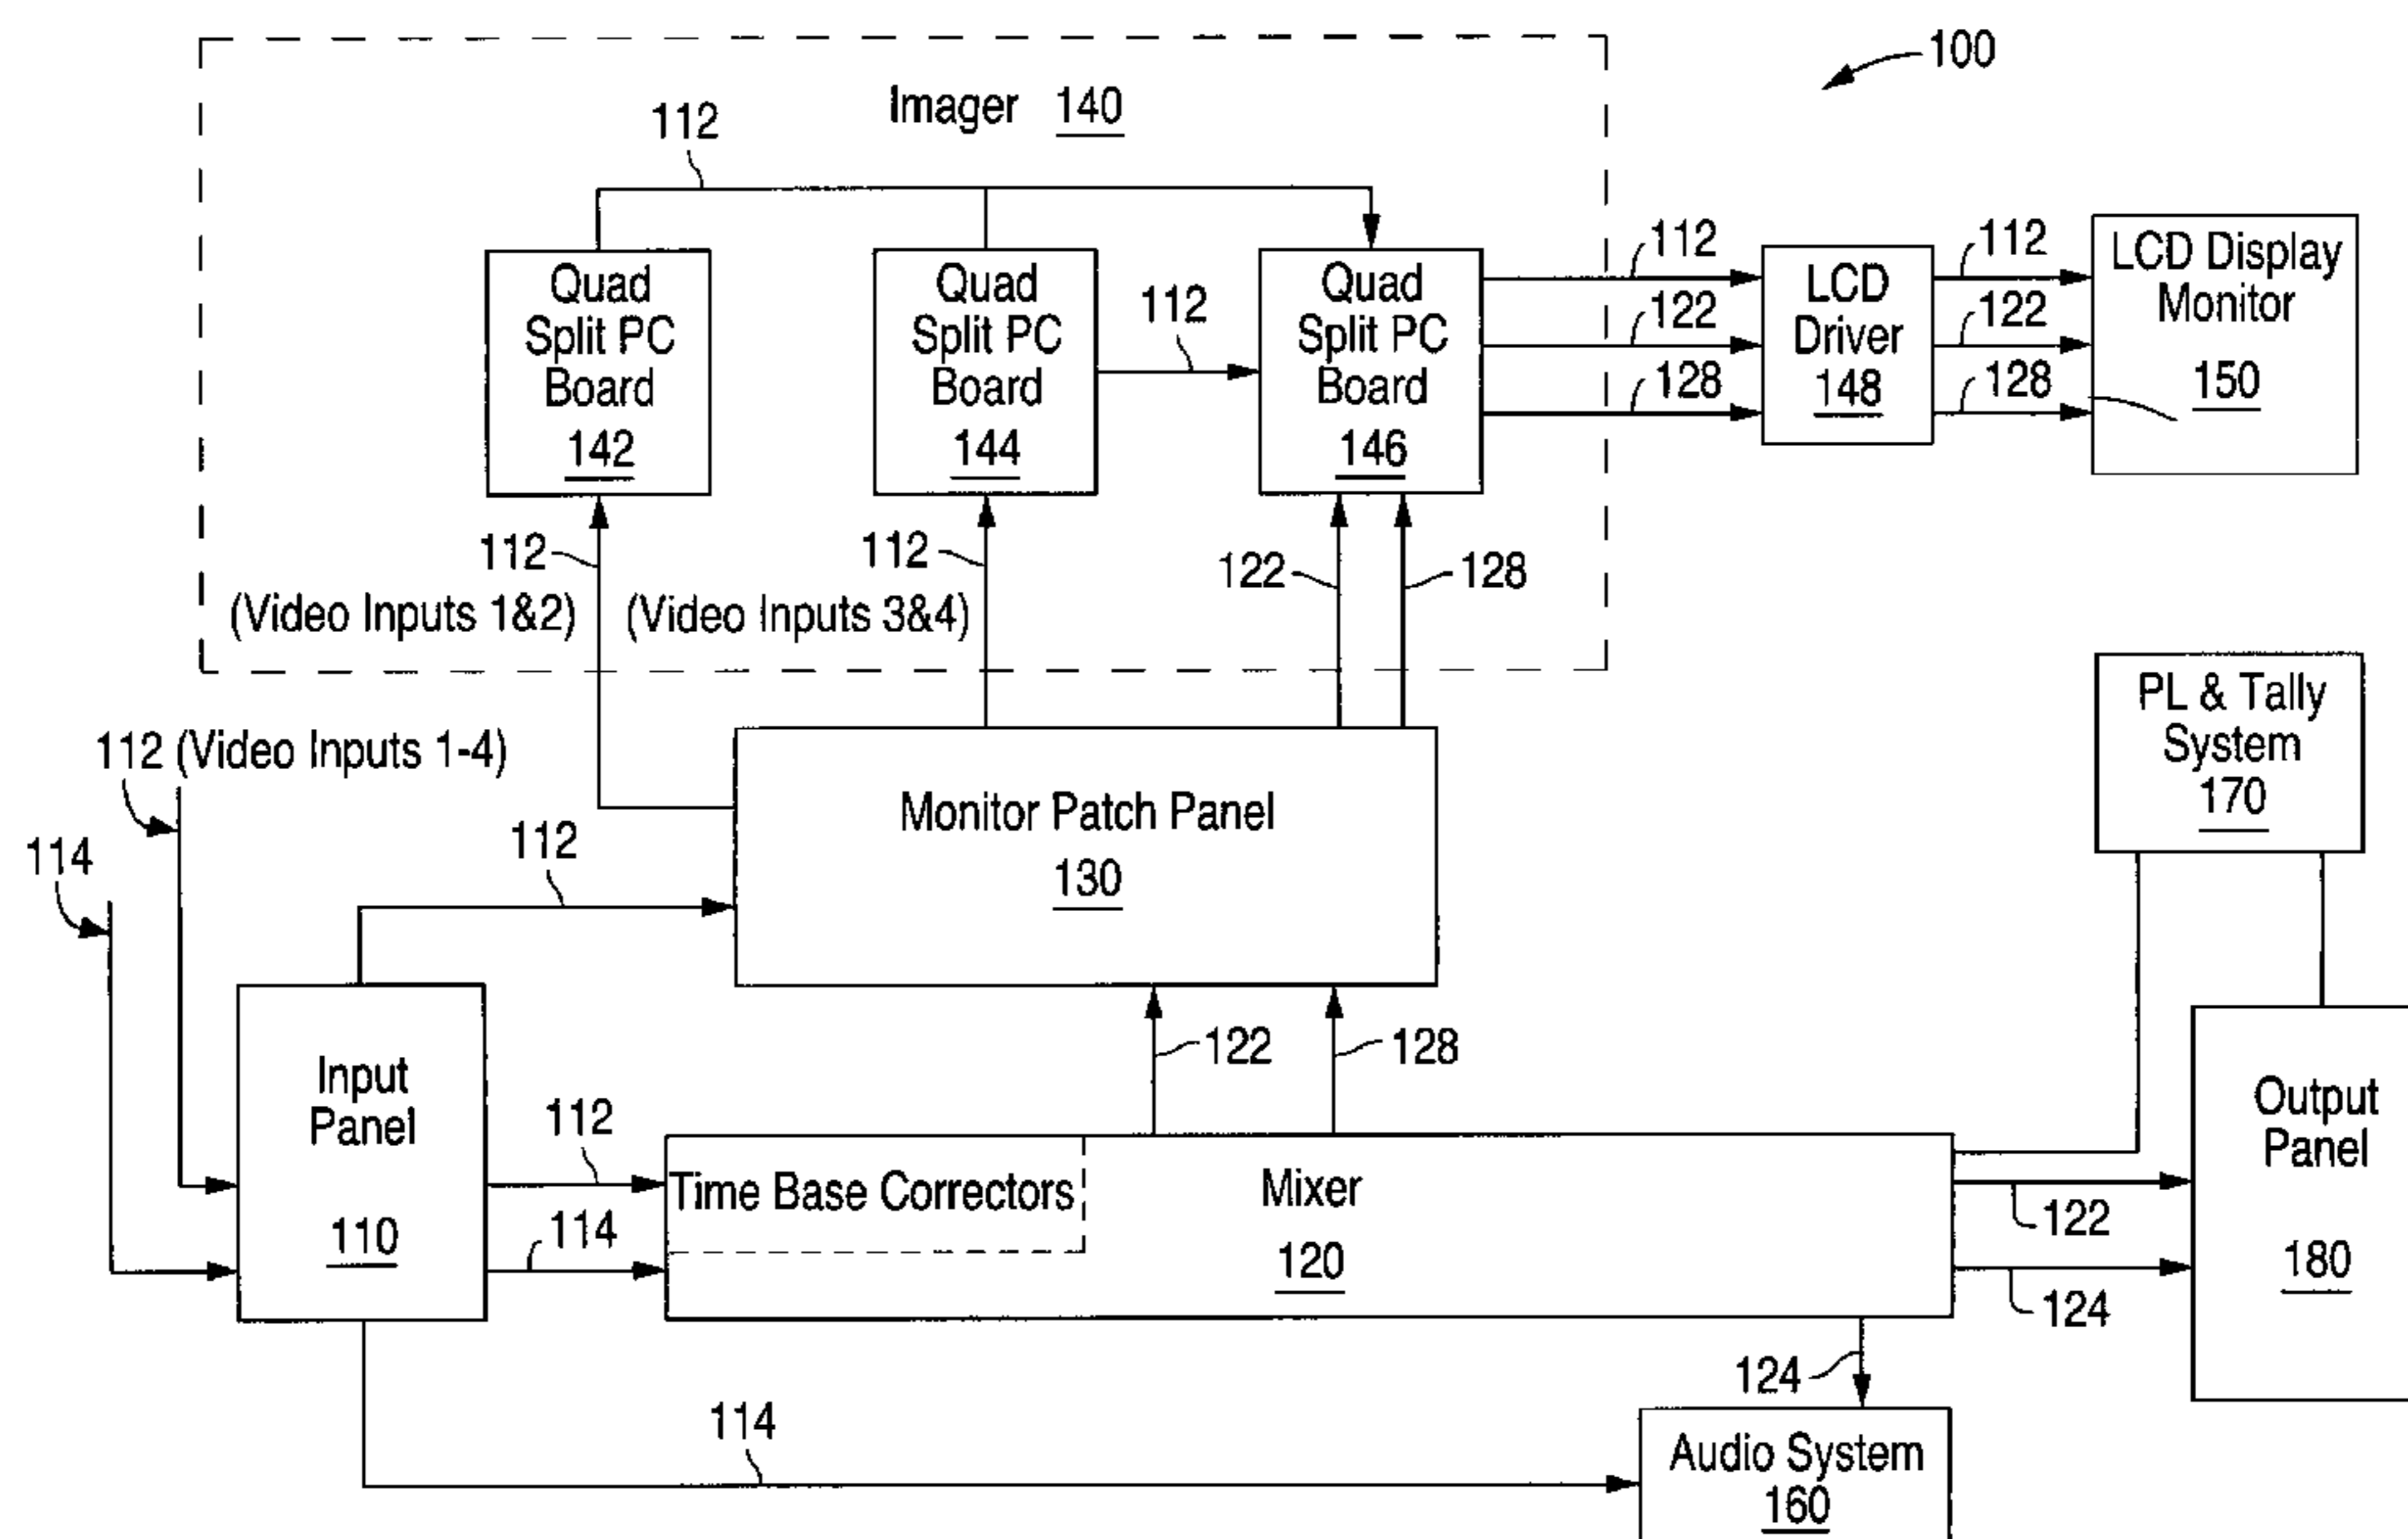 100
Imager 140
112
Quad
Split PC
Board
142
Quad
Split PC
Board
144
112
Quad
Split PC
Board
146
112
122
128
LCD
Driver
148
112
122
128
LCD Display
Monitor
150
112
112
122
128
(Video Inputs 1&2)
(Video Inputs 3&4)
PL & Tally
System
170
112 (Video Inputs 1-4)
114
112
Monitor Patch Panel
130
122
128
Input
Panel
110
112
114
Time Base Correctors
Mixer
120
122
124
Output
Panel
180
124
114
Audio System
160